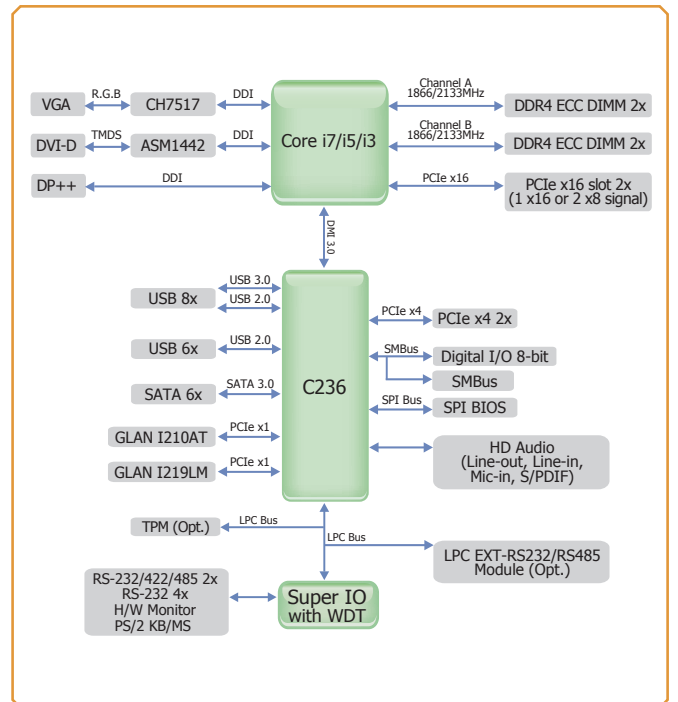 VGA
R.G.B
CH7517
DDI
Core i7/i5/i3
Channel A
1866/2133MHz
DDR4 ECC DIMM 2x
DVI-D
TMDS
ASM1442
DDI
Channel B
1866/2133MHz
DDR4 ECC DIMM 2x
DP++
DDI
PCIe x16
PCIe x16 slot 2x
(1 x16 or 2 x8 signal)
DMI 3.0
USB 8x
USB 3.0
USB 2.0
USB 6x
USB 2.0
SATA 6x
SATA 3.0
GLAN I210AT
PCIe x1
GLAN I219LM
PCIe x1
C236
PCIe x4
PCIe x4 2x
SMBus
Digital I/O 8-bit
SMBus
SPI Bus
SPI BIOS
HD Audio
(Line-out, Line-in,
Mic-in, S/PDIF)
TPM (Opt.)
LPC Bus
LPC Bus
LPC EXT-RS232/RS485
Module (Opt.)
RS-232/422/485 2x
RS-232 4x
H/W Monitor
PS/2 KB/MS
Super IO
with WDT